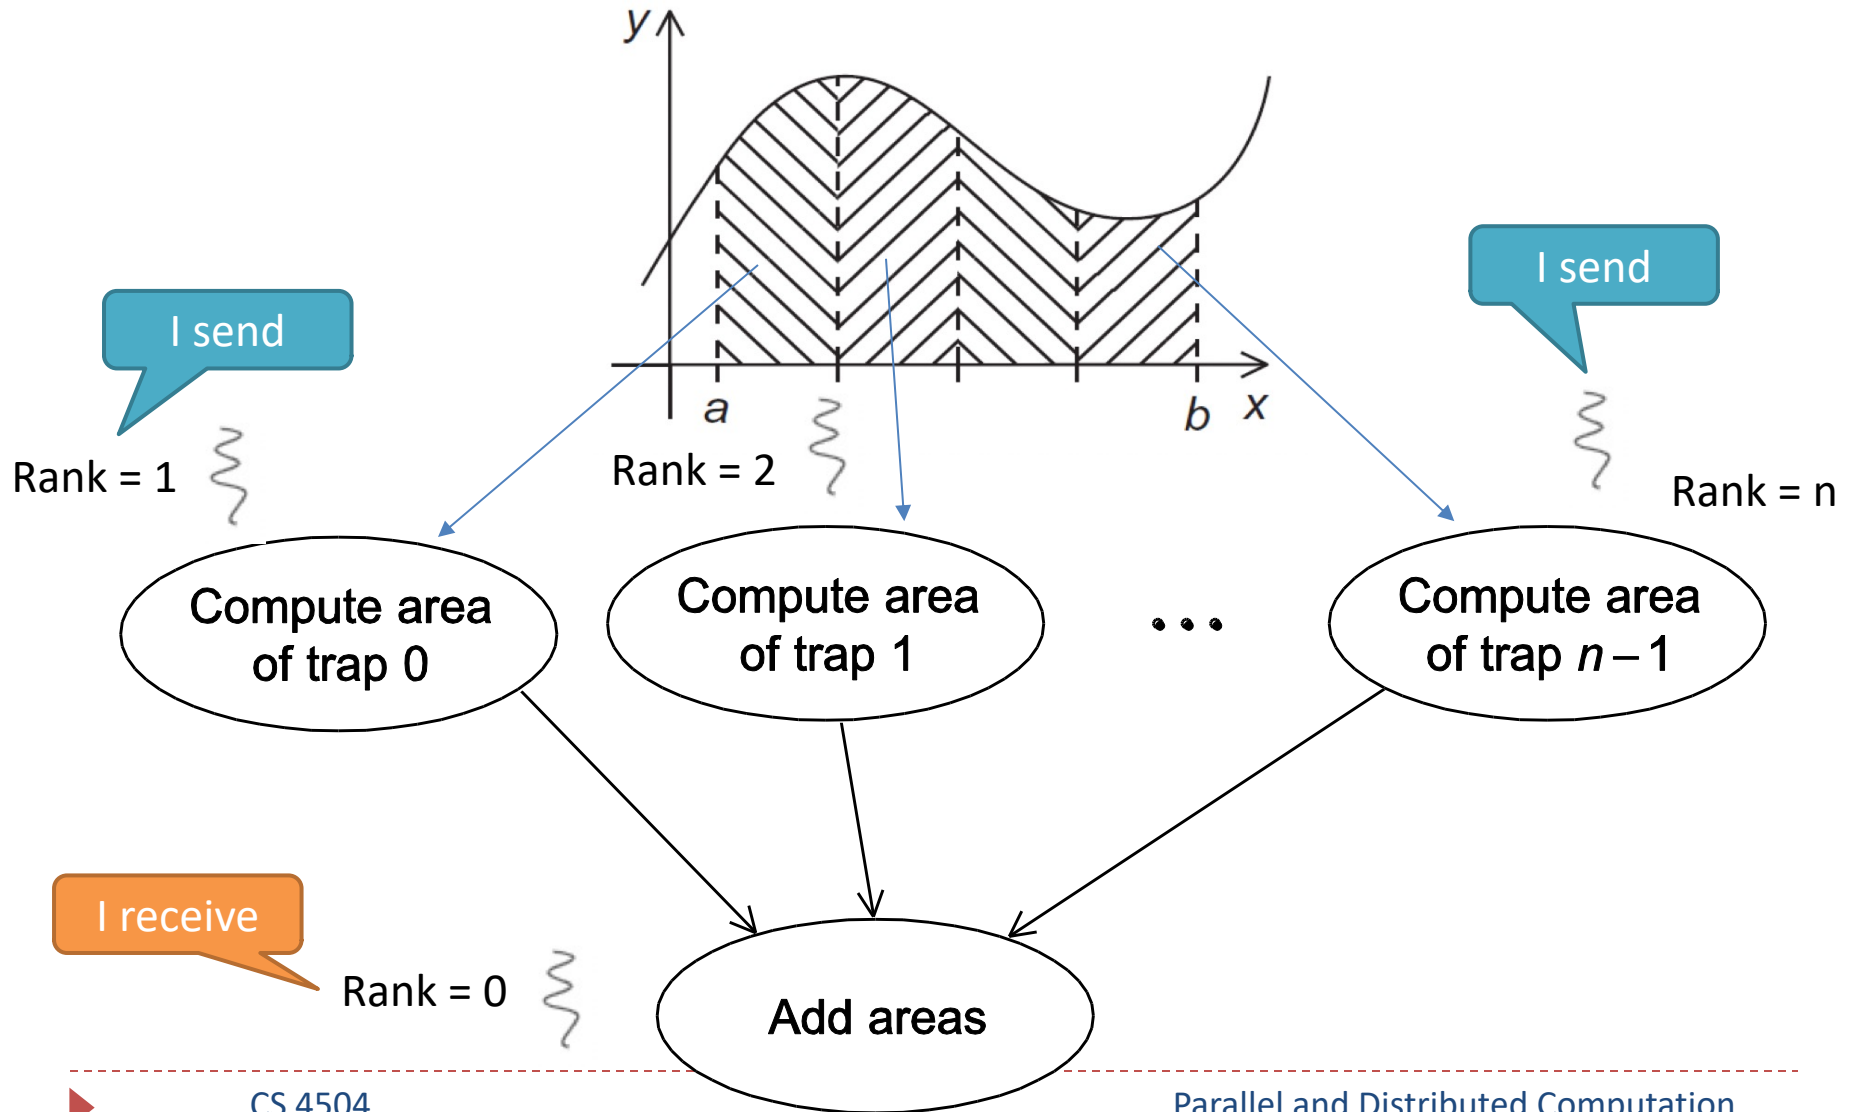 y
I send
I send
a
b
x
Rank = 1
Rank = 2
Rank = n
Compute area
of trap 0
Compute area
of trap 1
...
Compute area
of trap n – 1
I receive
Rank = 0
Add areas
CS 4504
Parallel and Distributed Computation